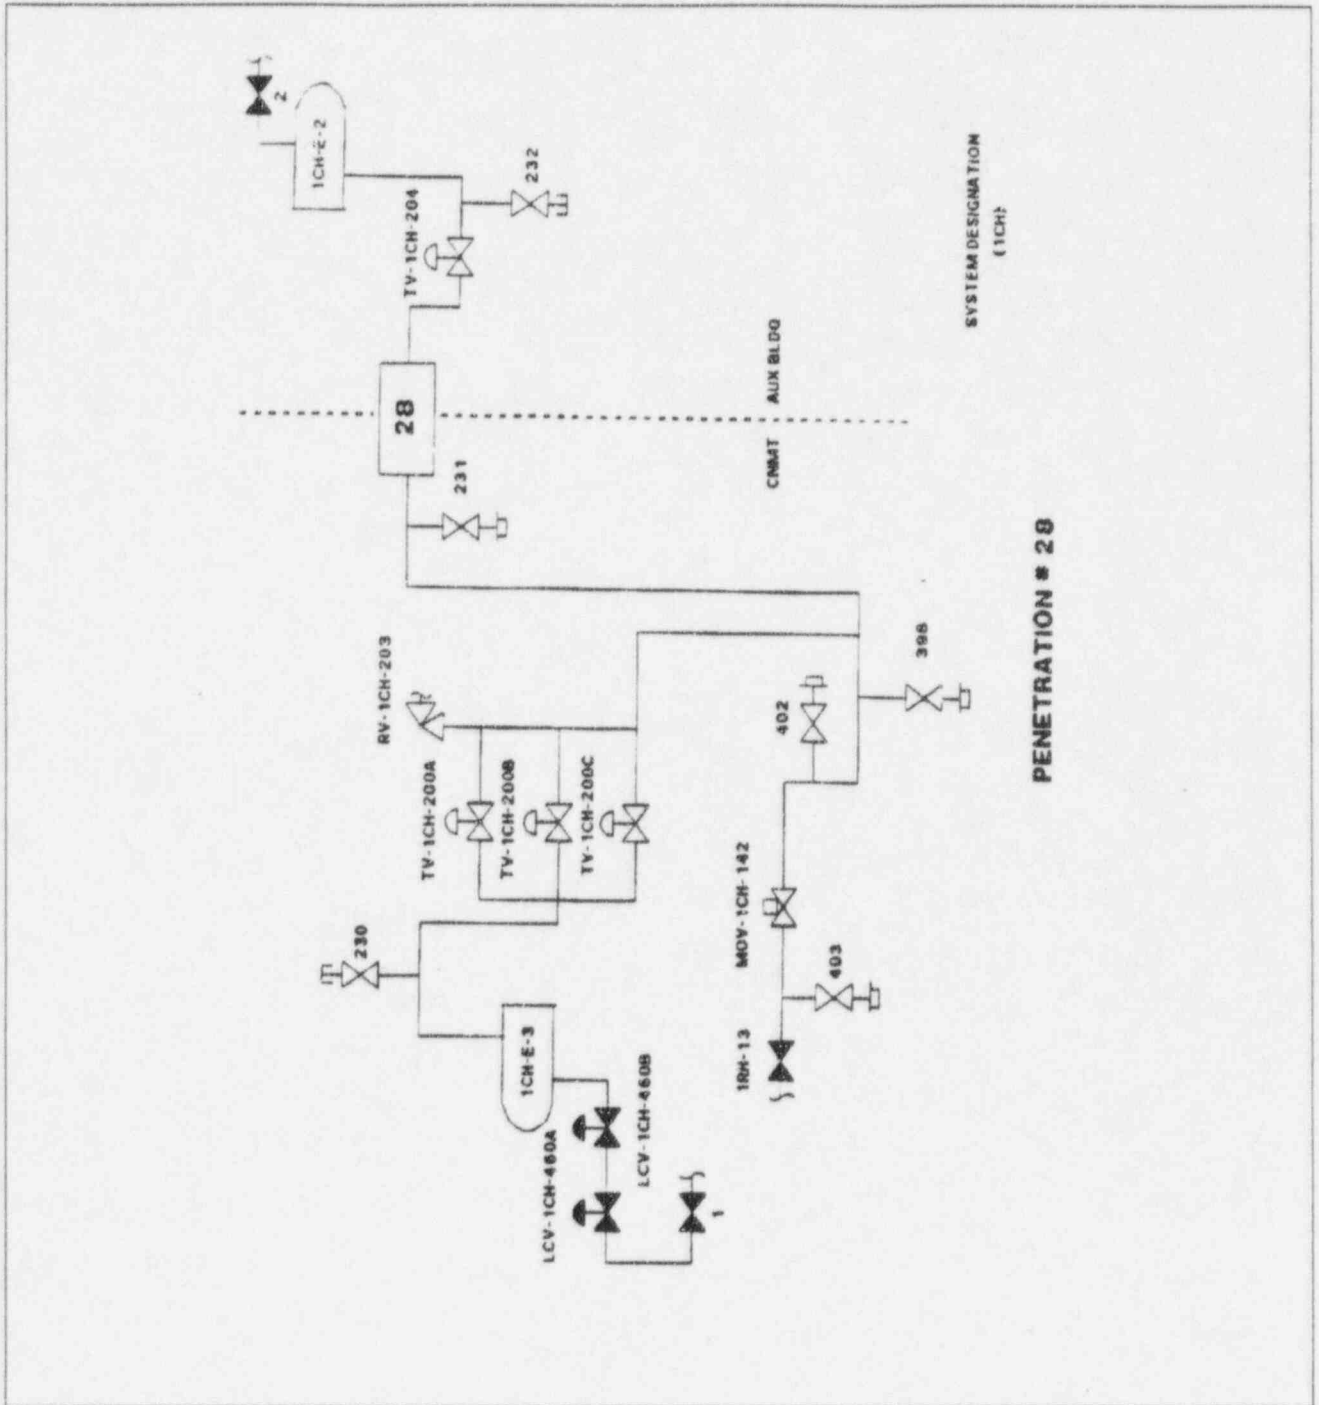 2
1CH-E-2
232
TV-1CH-204
SYSTEM DESIGNATION
(1CH)
28
AUX BLDG
CNMT
231
PENETRATION # 28
RV-1CH-203
398
402
TV-1CH-200A
TV-1CH-200B
TV-1CH-200C
MOV-1CH-142
230
403
1CH-E-3
1RH-13
LCV-1CH-460A
LCV-1CH-460B
1